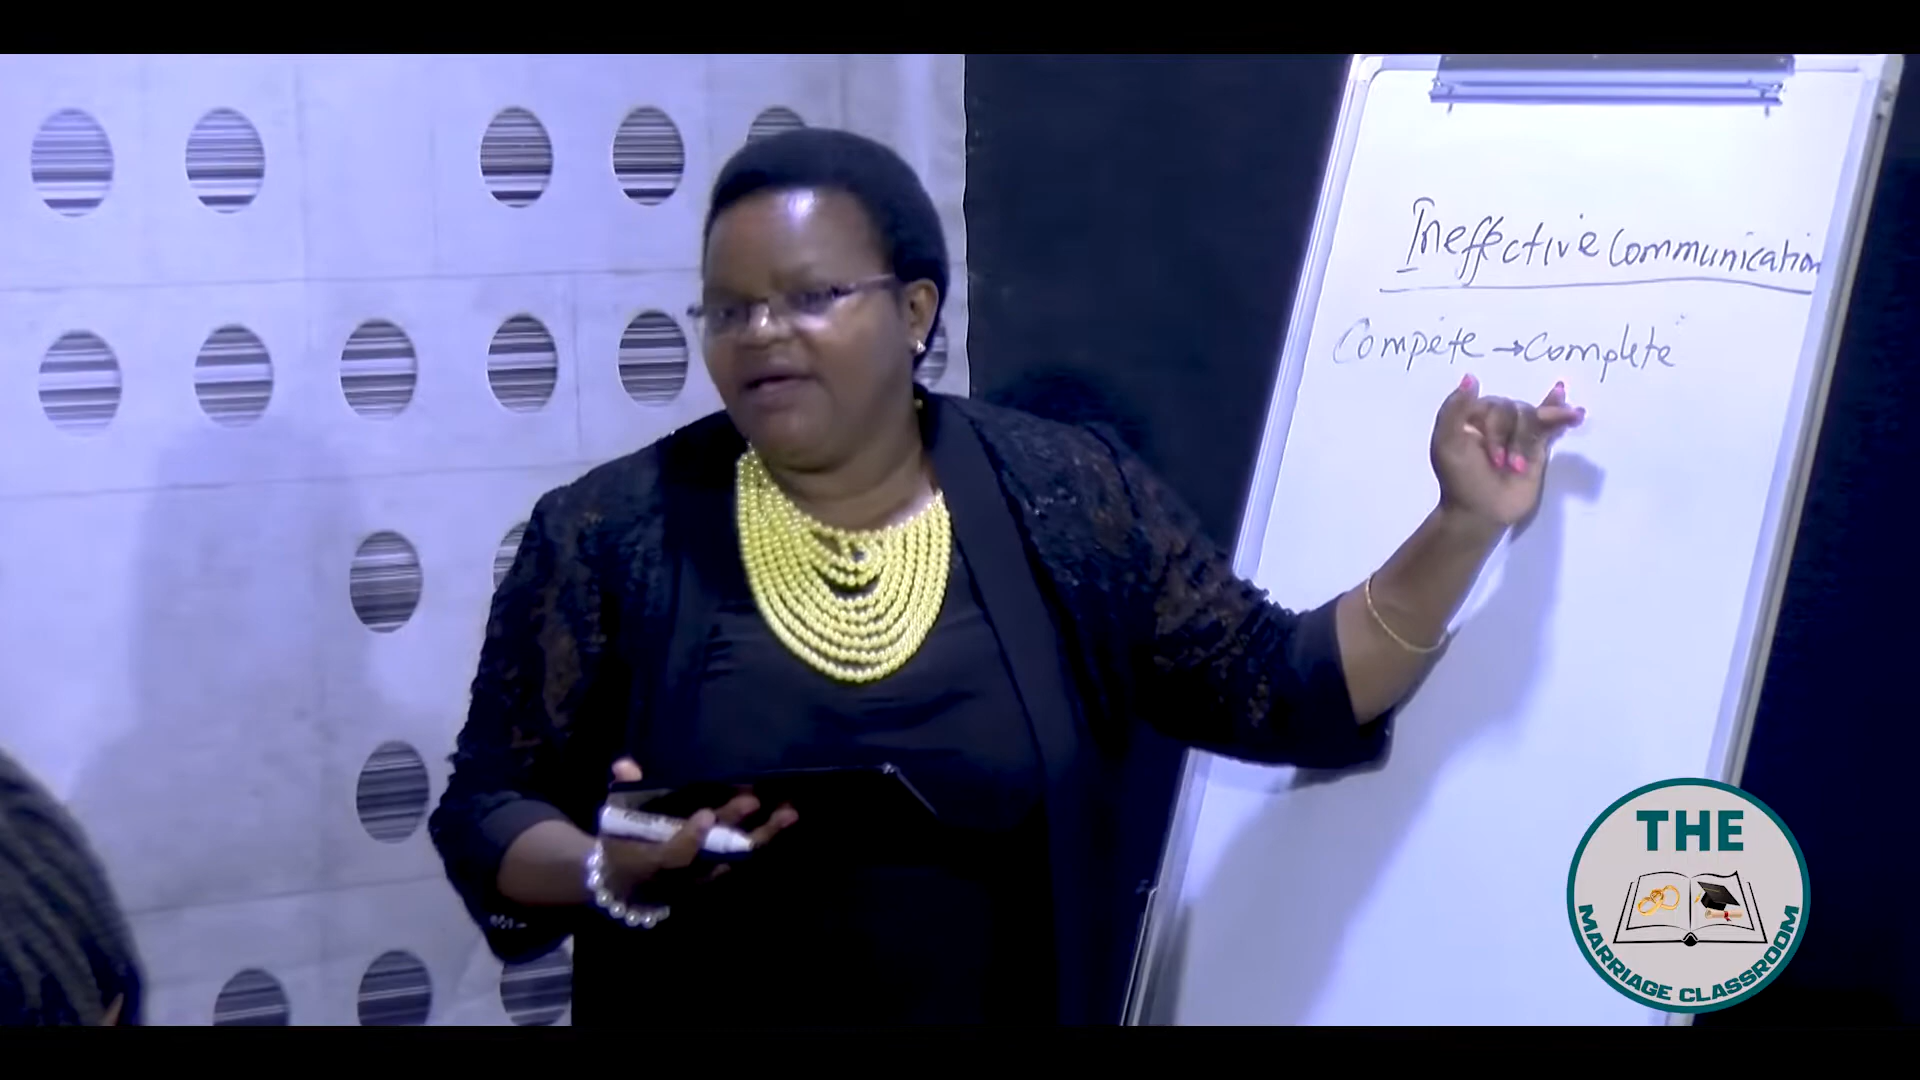 Ineffective Communication
Compete → Complete
THE
MARRIAGE CLASSROOM